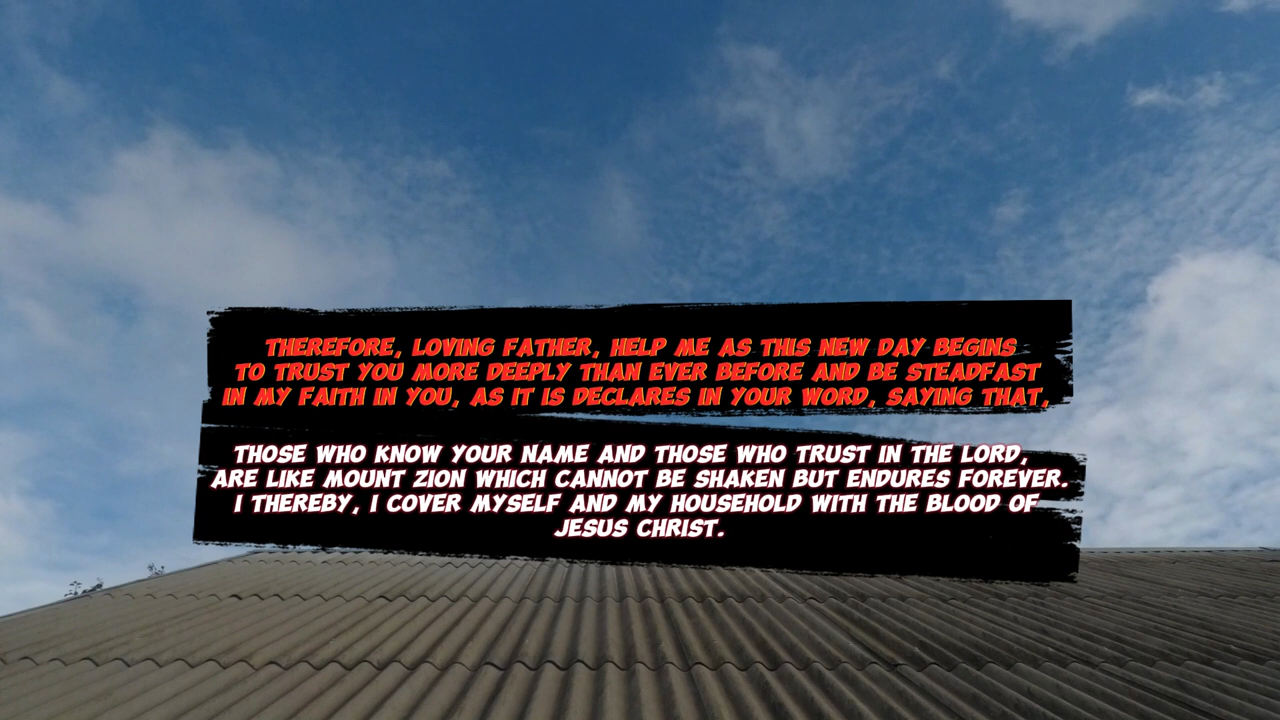 THEREFORE, LOVING FATHER, HELP ME AS THIS NEW DAY BEGINS
TO TRUST YOU MORE DEEPLY THAN EVER BEFORE AND BE STEADFAST
IN MY FAITH IN YOU, AS IT IS DECLARES IN YOUR WORD, SAYING THAT,
THOSE WHO KNOW YOUR NAME AND THOSE WHO TRUST IN THE LORD,
ARE LIKE MOUNT ZION WHICH CANNOT BE SHAKEN BUT ENDURES FOREVER.
I THEREBY, I COVER MYSELF AND MY HOUSEHOLD WITH THE BLOOD OF
JESUS CHRIST.